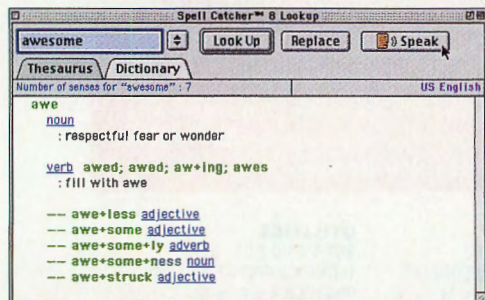 Spell Catcher™ 8 Lookup
awesome Look Up Replace Speak
Thesaurus Dictionary
Number of senses for "awesome" : 7 US English
awe
noun
: respectful fear or wonder
verb awed; awed; aw+ing; awes
: fill with awe
-- awe+less adjective
-- awe+some adjective
-- awe+some+ly adverb
-- awe+some+ness noun
-- awe+struck adjective